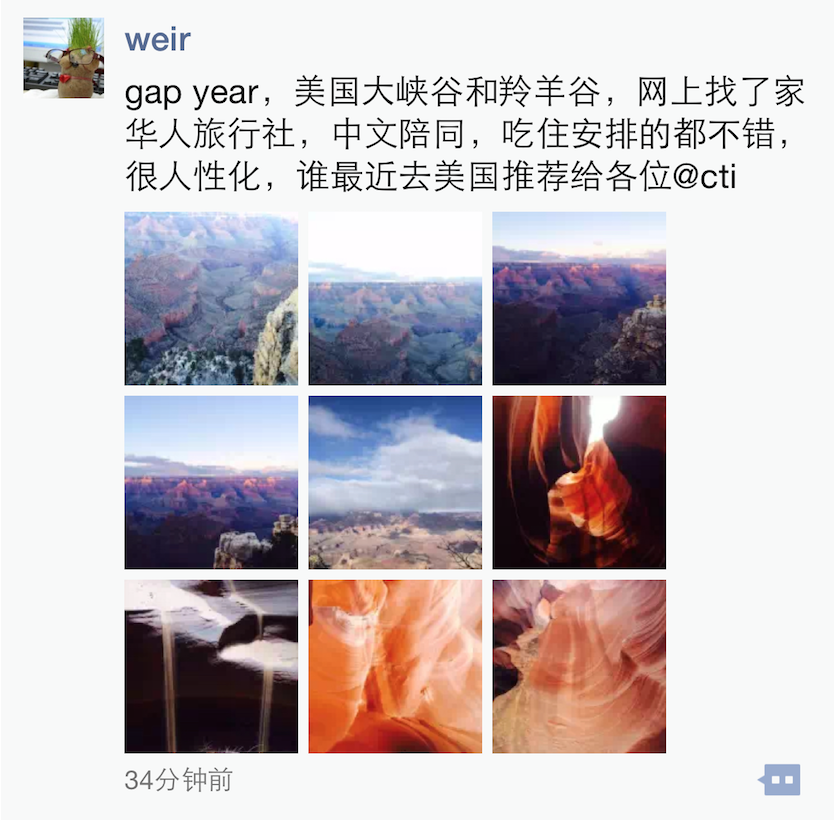 weir
gap year，美国大峡谷和羚羊谷，网上找了家
华人旅行社，中文陪同，吃住安排的都不错，
很人性化，谁最近去美国推荐给各位@cti
34分钟前